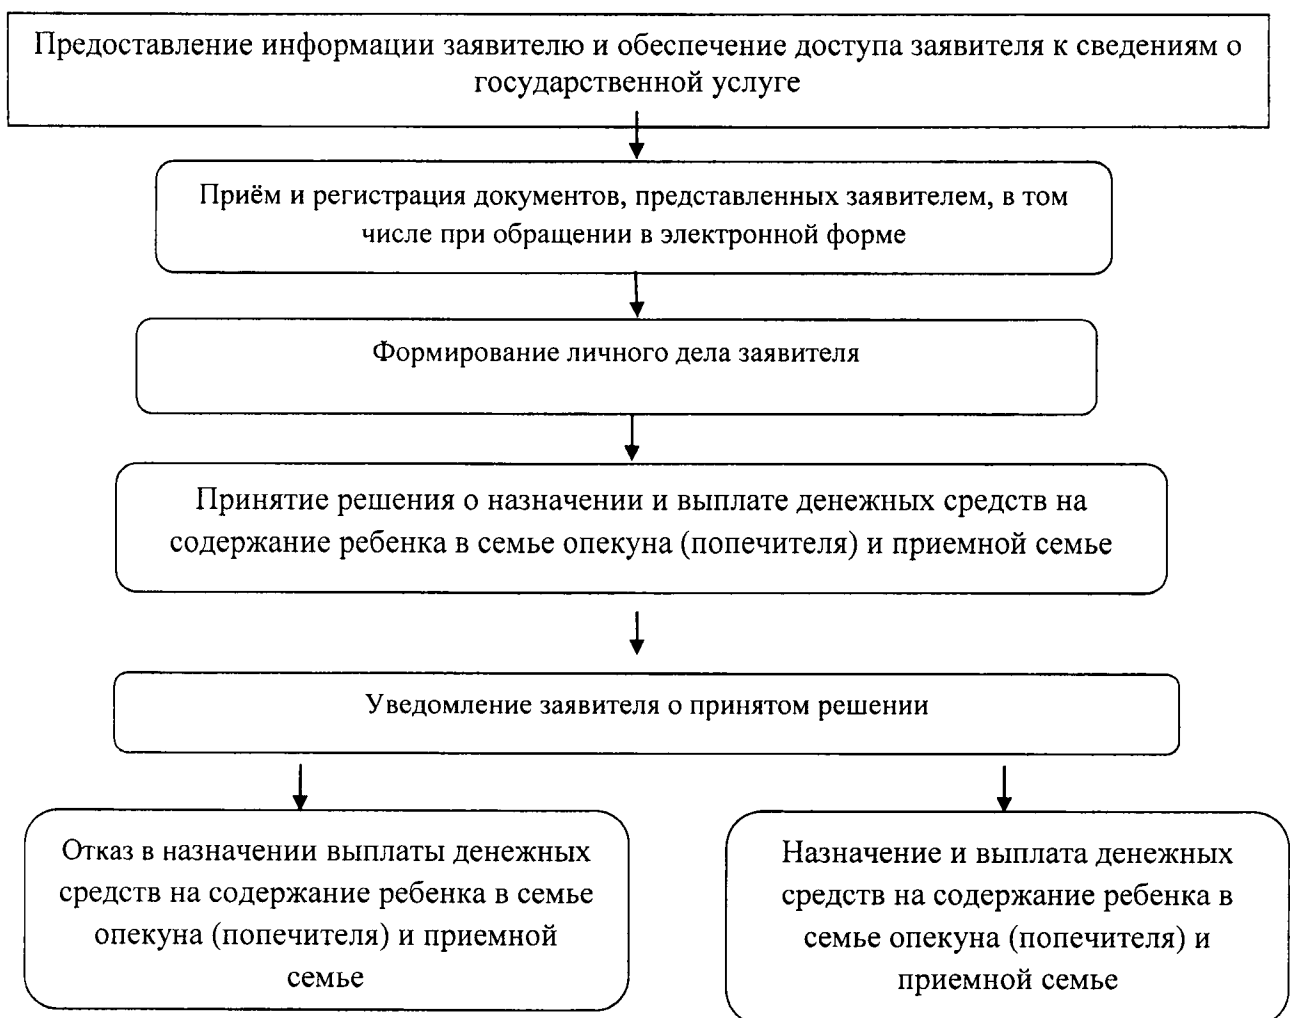 Предоставление информации заявителю и обеспечение доступа заявителя к сведениям о
государственной услуге
Приём и регистрация документов, представленных заявителем, в том
числе при обращении в электронной форме
Формирование личного дела заявителя
Принятие решения о назначении и выплате денежных средств на
содержание ребенка в семье опекуна (попечителя) и приемной семье
Уведомление заявителя о принятом решении
Отказ в назначении выплаты денежных
средств на содержание ребенка в семье
опекуна (попечителя) и приемной
семье
Назначение и выплата денежных
средств на содержание ребенка в
семье опекуна (попечителя) и
приемной семье